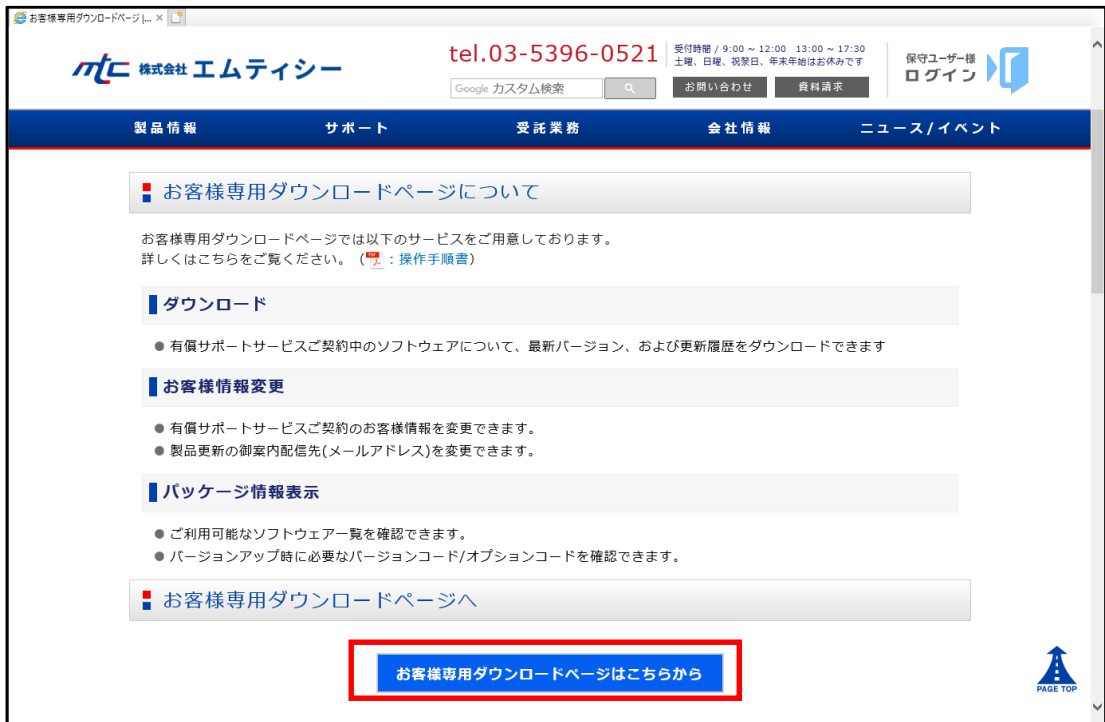 お客様専用ダウンロードページ |...
mtc 株式会社 エムティシー
tel.03-5396-0521
受付時間 / 9:00 ~ 12:00 13:00 ~ 17:30
土曜、日曜、祝祭日、年末年始はお休みです
Google カスタム検索
お問い合わせ
資料請求
保守ユーザー様
ログイン
製品情報 サポート 受託業務 会社情報 ニュース/イベント
お客様専用ダウンロードページについて
お客様専用ダウンロードページでは以下のサービスをご用意しております。
詳しくはこちらをご覧ください。（PDF：操作手順書）
ダウンロード
● 有償サポートサービスご契約中のソフトウェアについて、最新バージョン、および更新履歴をダウンロードできます
お客様情報変更
● 有償サポートサービスご契約のお客様情報を変更できます。
● 製品更新の御案内配信先(メールアドレス)を変更できます。
パッケージ情報表示
● ご利用可能なソフトウェア一覧を確認できます。
● バージョンアップ時に必要なバージョンコード/オプションコードを確認できます。
お客様専用ダウンロードページへ
お客様専用ダウンロードページはこちらから
PAGE TOP